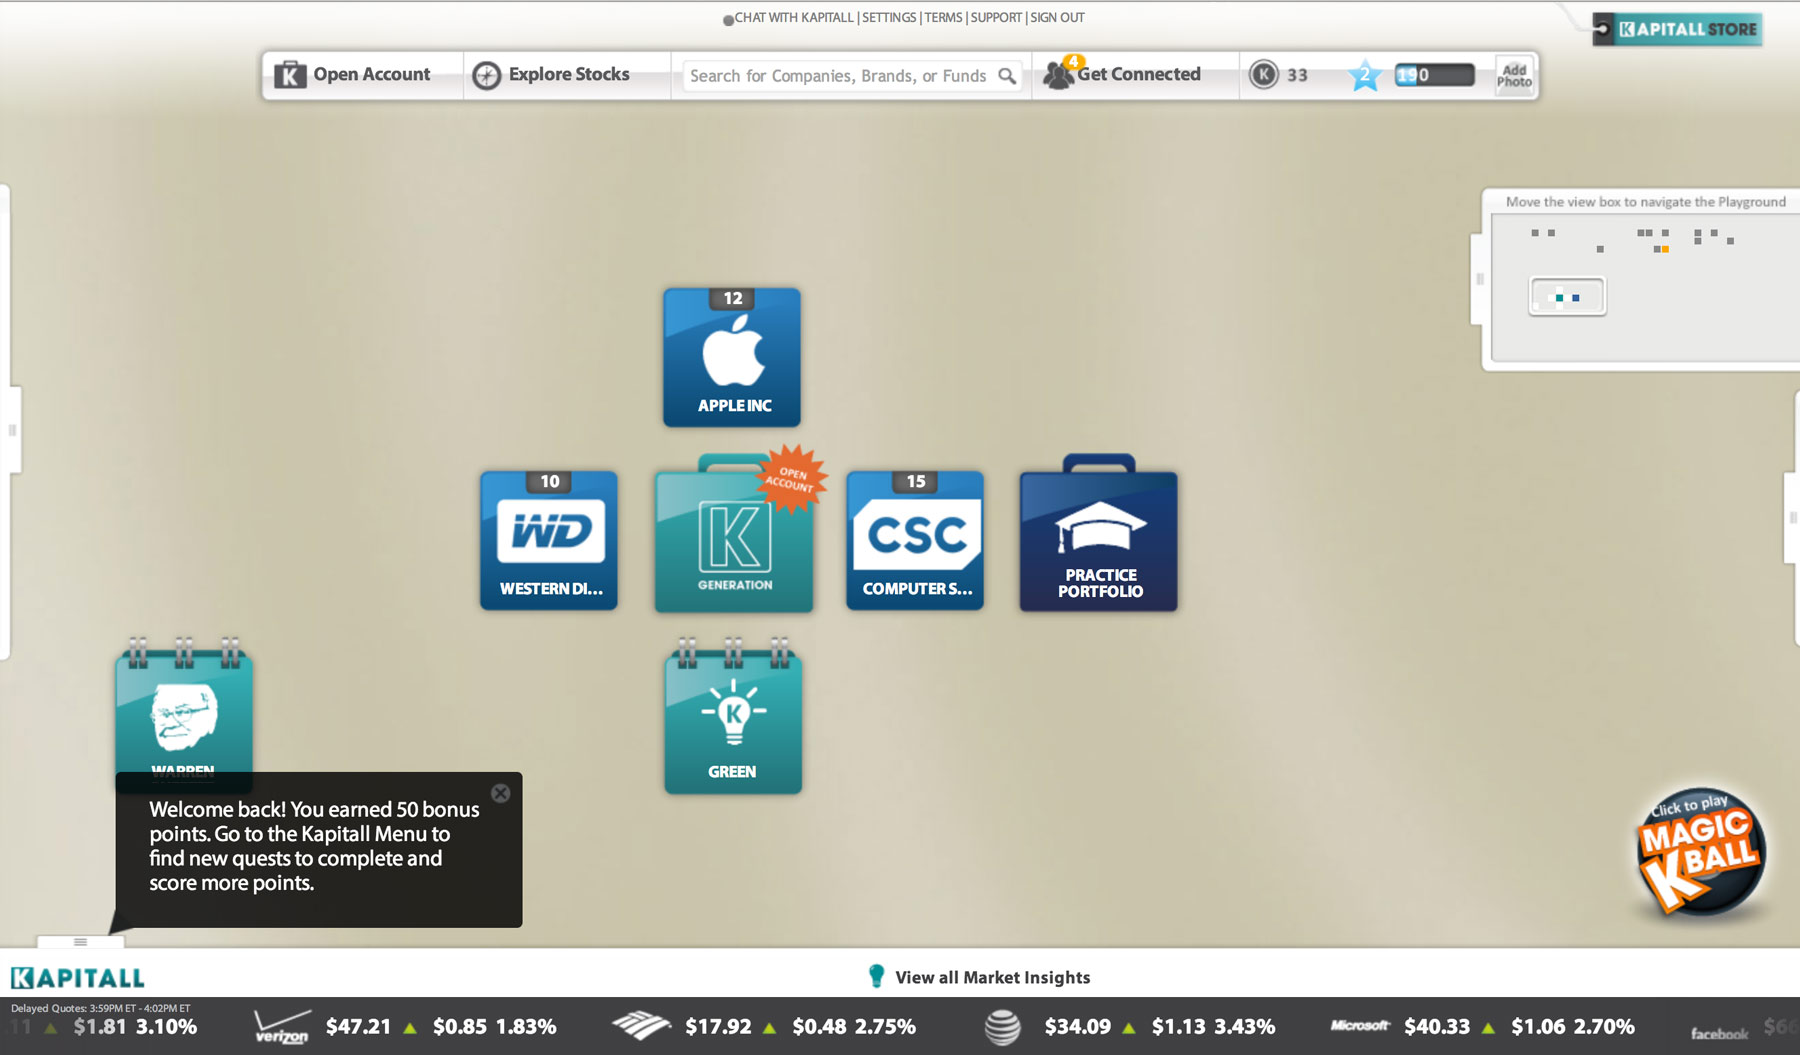 CHAT WITH KAPITALL | SETTINGS | TERMS | SUPPORT | SIGN OUT
KAPITALL STORE
K Open Account
Explore Stocks
Search for Companies, Brands, or Funds
4
Get Connected
K 33
2
190
Add
Photo
Move the view box to navigate the Playground
12
APPLE INC
10
WD
WESTERN DI...
OPEN
ACCOUNT
K
GENERATION
15
CSC
COMPUTER S...
PRACTICE
PORTFOLIO
WARREN
K
GREEN
Welcome back! You earned 50 bonus
points. Go to the Kapitall Menu to
find new quests to complete and
score more points.
Click to play
MAGIC
K BALL
KAPITALL
View all Market Insights
Delayed Quotes: 3:59PM ET - 4:02PM ET
.11 $1.81 3.10% verizon $47.21 $0.85 1.83% $17.92 $0.48 2.75% $34.09 $1.13 3.43% Microsoft $40.33 $1.06 2.70% facebook